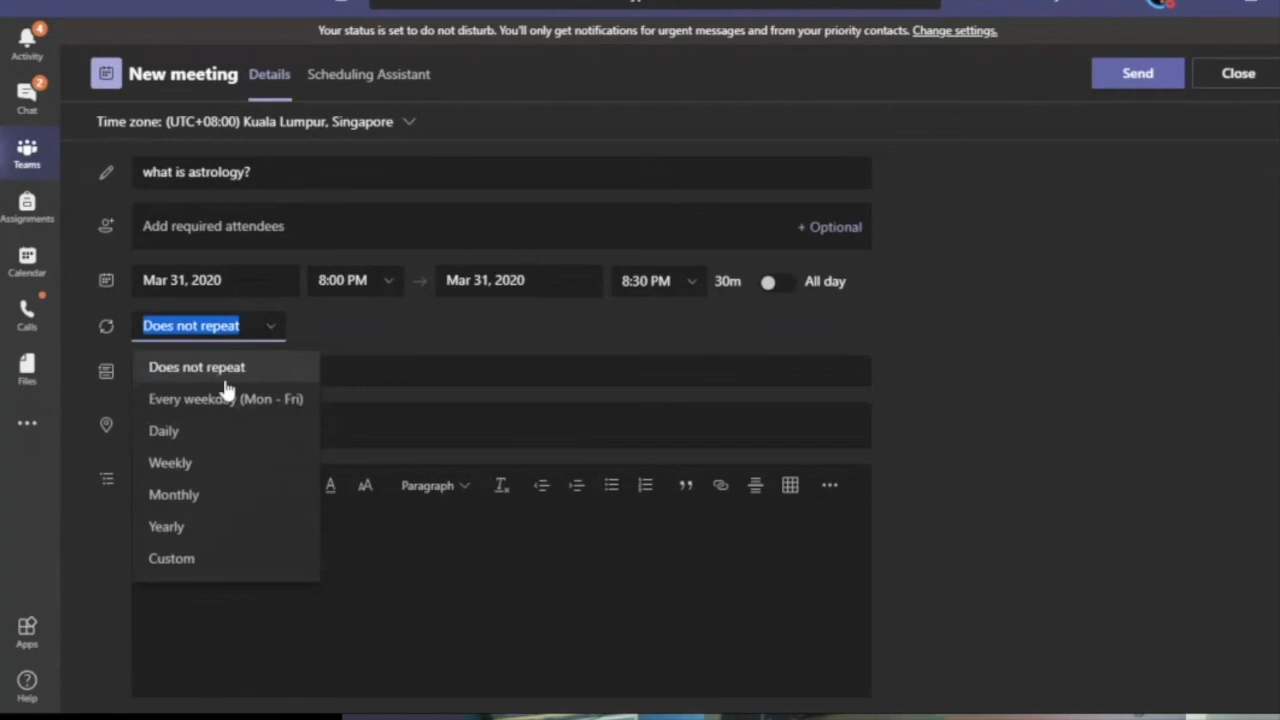 Your status is set to do not disturb. You'll only get notifications for urgent messages and from your priority contacts. Change settings.
4
Activity
2
Chat
Teams
Assignments
Calendar
Calls
Files
Apps
Help
New meeting Details Scheduling Assistant Send Close
Time zone: (UTC+08:00) Kuala Lumpur, Singapore
what is astrology?
Add required attendees + Optional
Mar 31, 2020 8:00 PM → Mar 31, 2020 8:30 PM 30m All day
Does not repeat
Does not repeat
Every weekday (Mon - Fri)
Daily
Weekly
Monthly
Yearly
Custom
Paragraph